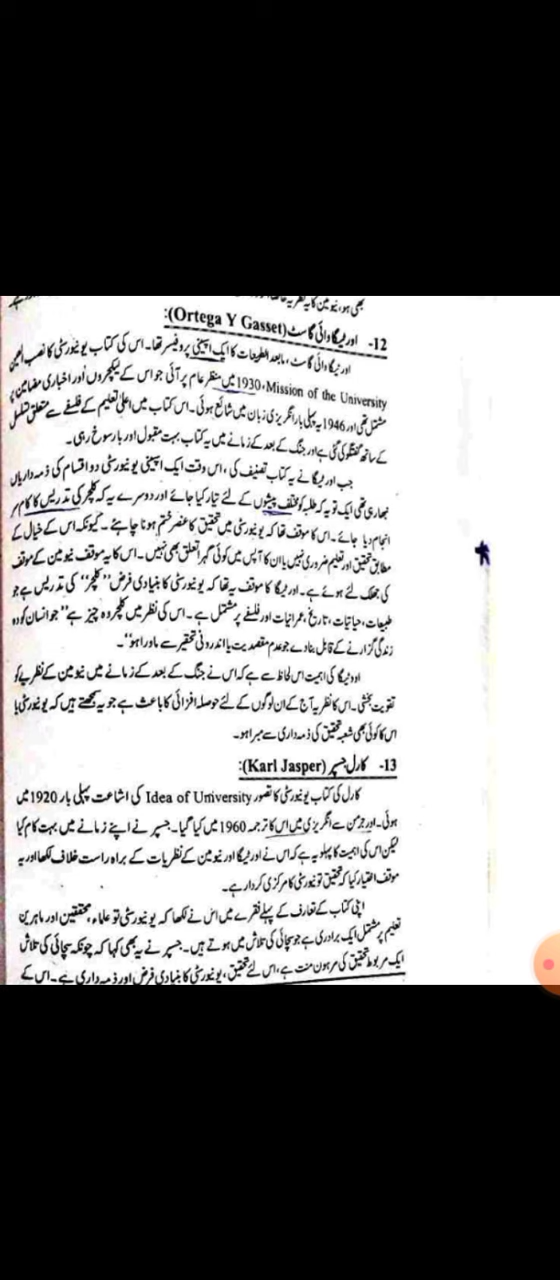 بھی ہو، نیومین کا یہ نظریہ
12- اورٹیگا وائی گاسٹ (Ortega Y Gasset):
اورٹیگا وائی گاسٹ، مابعد الطبیعات کا ایک اسپینی پروفیسر تھا۔ اس کی کتاب یونیورسٹی کا نصب العین
Mission of the University، 1930 میں منظر عام پر آئی جو اس کے لیکچروں اور اخباری مضامین پر
مشتمل تھی اور 1946 یہ پہلی بار انگریزی زبان میں شائع ہوئی۔ اس کتاب میں اعلیٰ تعلیم کے فلسفے سے متعلق تسلسل
کے ساتھ گفتگو کی گئی ہے اور جنگ کے بعد کے زمانے میں یہ کتاب بہت مقبول اور بارسوخ رہی۔
جب اورٹیگا نے یہ کتاب تصنیف کی، اس وقت ایک اسپینی یونیورسٹی دو اقسام کی ذمہ داریاں
نبھا رہی تھی ایک تو یہ کہ طلبہ کو مختلف پیشوں کے لئے تیار کیا جائے اور دوسرے یہ کہ کلچر کی تدریس کا کام سر
انجام دیا جائے۔ اس کا موقف تھا کہ یونیورسٹی میں تحقیق کا عنصر ختم ہونا چاہئے۔ کیونکہ اس کے خیال کے
مطابق تحقیق اور تعلیم ضروری نہیں یا ان کا آپس میں کوئی گہرا تعلق بھی نہیں۔ اس کا یہ موقف نیومین کے موقف
کی جھلک لئے ہوئے ہے۔ اورٹیگا کا موقف یہ تھا کہ یونیورسٹی کا بنیادی فرض "کلچر" کی تدریس ہے جو
طبیعات، حیاتیات، تاریخ، عمرانیات اور فلسفے پر مشتمل ہے۔ اس کی نظر میں کلچر وہ چیز ہے "جو انسان کو وہ
زندگی گزارنے کے قابل بنا دے جو عدم مقصدیت یا اندرونی تحقیر سے ماورا ہو"۔
اورٹیگا کی اہمیت اس لحاظ سے ہے کہ اس نے جنگ کے بعد کے زمانے میں نیومین کے نظریے کو
تقویت بخشی۔ اس کا نظریہ آج کے ان لوگوں کے لئے حوصلہ افزائی کا باعث ہے جو یہ سمجھتے ہیں کہ یونیورسٹی یا
اس کا کوئی بھی شعبہ تحقیق کی ذمہ داری سے مبرا ہو۔
13- کارل جسپر (Karl Jasper):
کارل کی کتاب یونیورسٹی کا تصور Idea of University کی اشاعت پہلی بار 1920 میں
ہوئی۔ اور جرمن سے انگریزی میں اس کا ترجمہ 1960 میں کیا گیا۔ جسپر نے اپنے زمانے میں بہت کام کیا
لیکن اس کی اہمیت کا پہلو یہ ہے کہ اس نے اورٹیگا اور نیومین کے نظریات کے براہ راست خلاف لکھا اور یہ
موقف اختیار کیا کہ تحقیق تو یونیورسٹی کا مرکزی کردار ہے۔
اپنی کتاب کے تعارف کے پہلے فقرے میں اس نے لکھا کہ یونیورسٹی تو علماء، محققین اور ماہرین
تعلیم پر مشتمل ایک برادری ہے جو سچائی کی تلاش میں ہوتے ہیں۔ جسپر نے یہ بھی کہا کہ چونکہ سچائی کی تلاش
ایک مربوط تحقیق کی مرہون منت ہے، اس لئے تحقیق، یونیورسٹی کا بنیادی فرض اور ذمہ داری ہے۔ اس کے